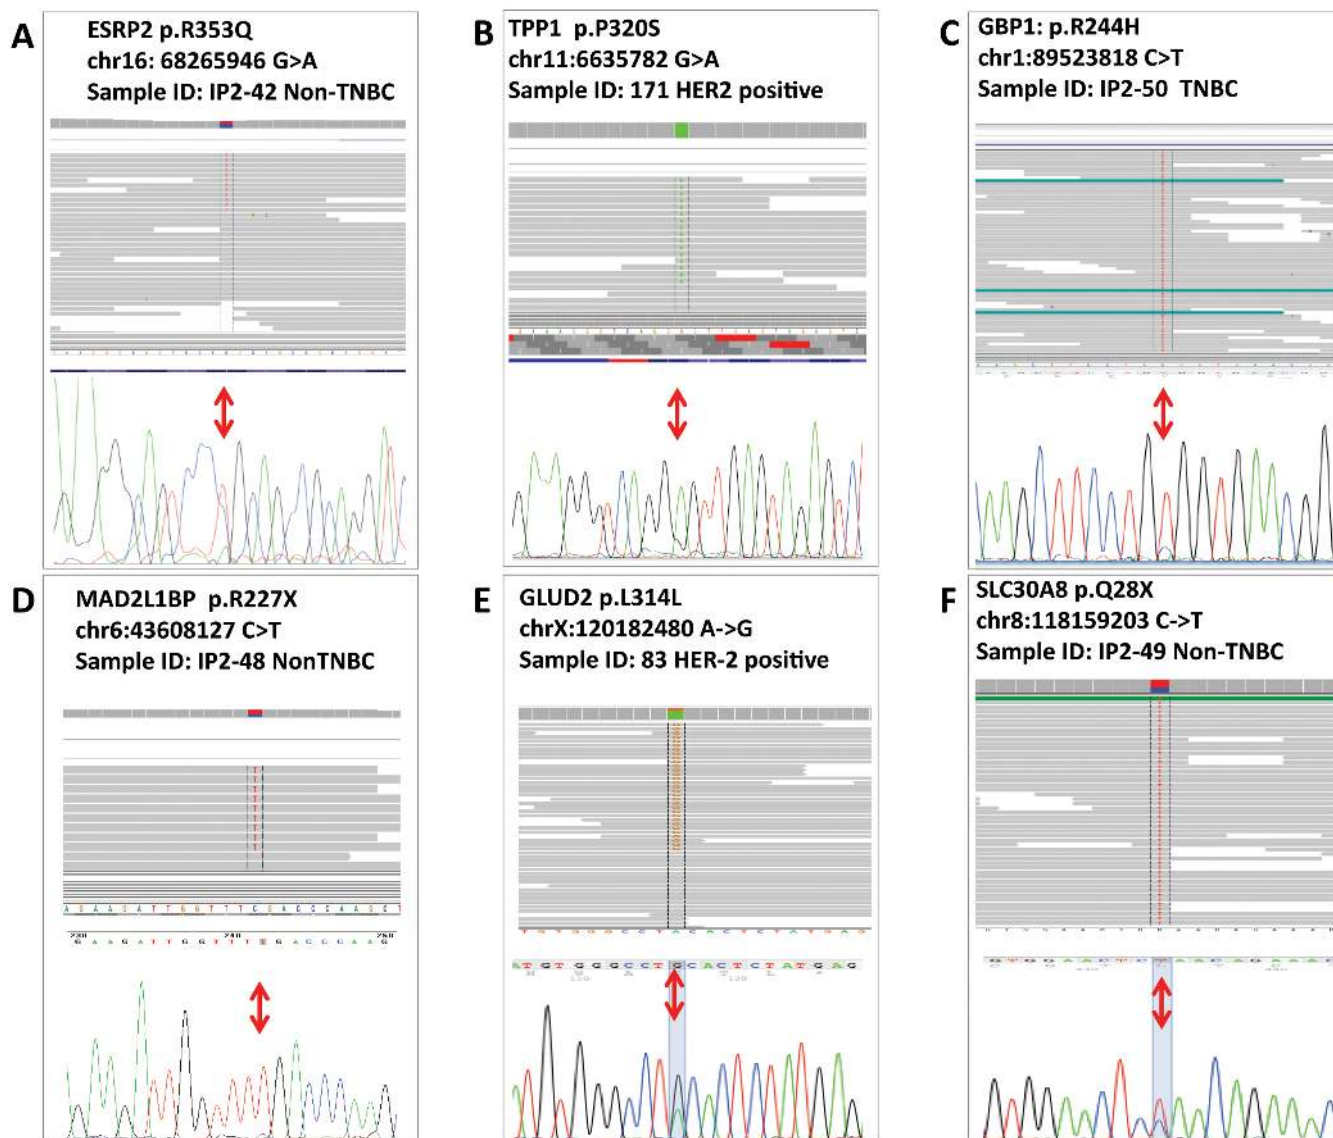 A
ESRP2 p.R353Q
chr16: 68265946 G>A
Sample ID: IP2-42 Non-TNBC
B
TPP1 p.P320S
chr11:6635782 G>A
Sample ID: 171 HER2 positive
C
GBP1: p.R244H
chr1:89523818 C>T
Sample ID: IP2-50 TNBC
D
MAD2L1BP p.R227X
chr6:43608127 C>T
Sample ID: IP2-48 NonTNBC
T
T
T
T
T
T
T
T
T
A G A A G A T T G G T T T C G A C C C A A G C T
230 240 250
G A A G A T T G G T T T T G A C C C A A G
E
GLUD2 p.L314L
chrX:120182480 A->G
Sample ID: 83 HER-2 positive
T G T G G G C C T A C A C T C T A T G A G
A T G T G G G C C T G C A C T C T A T G A G
F
SLC30A8 p.Q28X
chr8:118159203 C->T
Sample ID: IP2-49 Non-TNBC
G T G G A A C T C T A A C A G A A A C